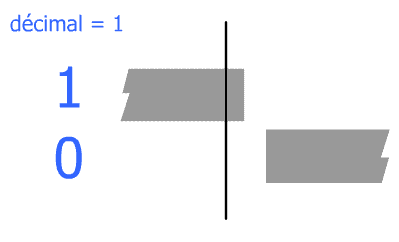 décimal = 1
1
0